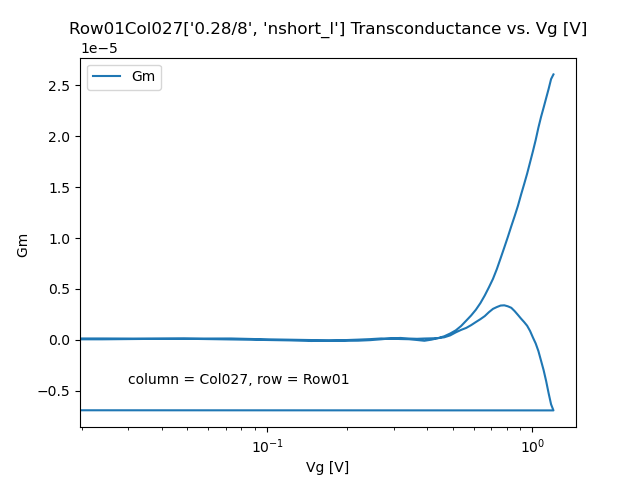 Row01Col027['0.28/8', 'nshort_l'] Transconductance vs. Vg [V]
1e−5
Gm
2.5
2.0
1.5
1.0
0.5
0.0
−0.5
Gm
column = Col027, row = Row01
10⁻¹
10⁰
Vg [V]